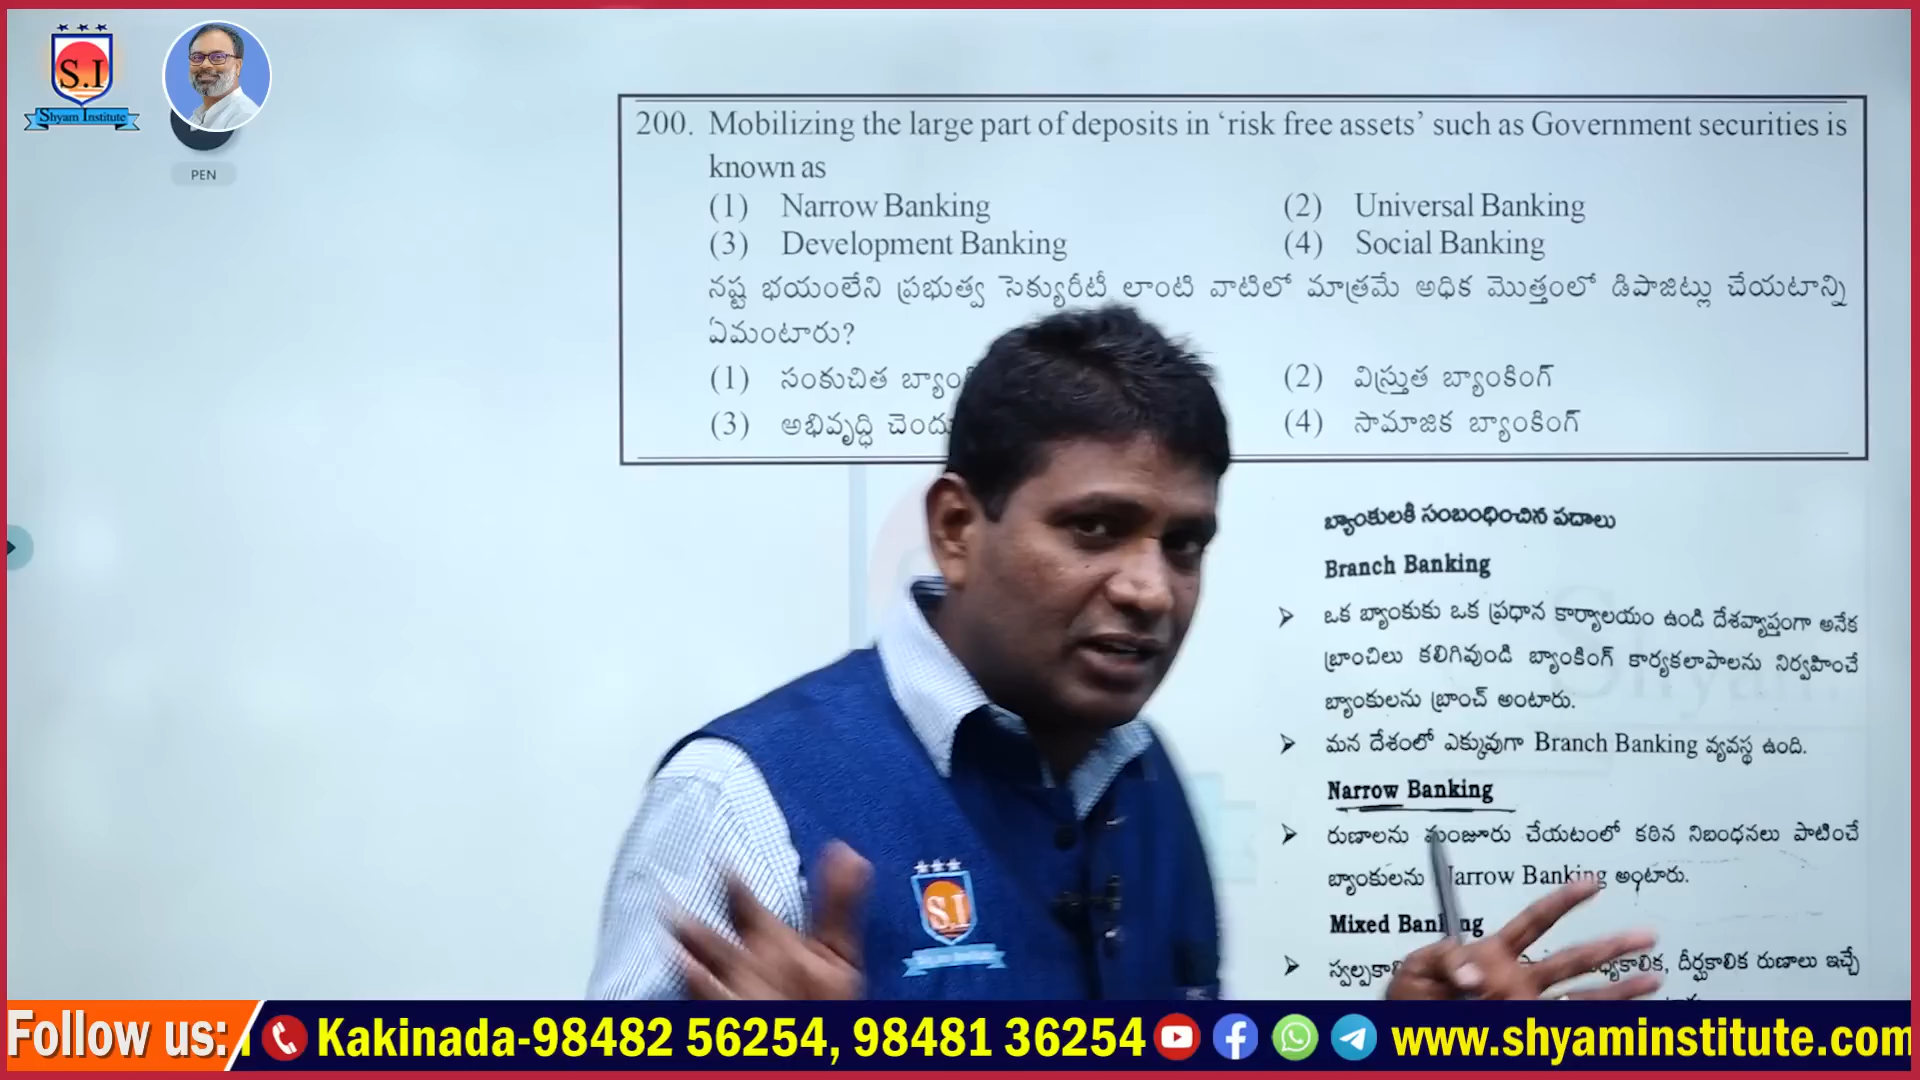 S.I
Shyam Institute
PEN
200. Mobilizing the large part of deposits in ‘risk free assets’ such as Government securities is
known as
(1) Narrow Banking (2) Universal Banking
(3) Development Banking (4) Social Banking
నష్ట భయంలేని ప్రభుత్వ సెక్యురీటీ లాంటి వాటిలో మాత్రమే అధిక మొత్తంలో డిపాజిట్లు చేయటాన్ని
ఏమంటారు?
(1) సంకుచిత (2) విస్త్రుత బ్యాంకింగ్
(3) అభివృద్ధి (4) సామాజిక బ్యాంకింగ్
బ్యాంకులకి సంబంధించిన పదాలు
Branch Banking
➢ ఒక బ్యాంకుకు ఒక ప్రధాన కార్యాలయం ఉండి దేశవ్యాప్తంగా అనేక
బ్రాంచిలు కలిగివుండి బ్యాంకింగ్ కార్యకలాపాలను నిర్వహించే
బ్యాంకులను బ్రాంచ్ అంటారు.
➢ మన దేశంలో ఎక్కువుగా Branch Banking వ్యవస్థ ఉంది.
Narrow Banking
➢ రుణాలను మంజూరు చేయటంలో కఠిన నిబంధనలు పాటించే
బ్యాంకులను Narrow Banking అంటారు.
Mixed Banking
➢ దీర్ఘకాలిక రుణాలు ఇచ్చే
S.I
Follow us:
Kakinada-98482 56254, 98481 36254
www.shyaminstitute.com